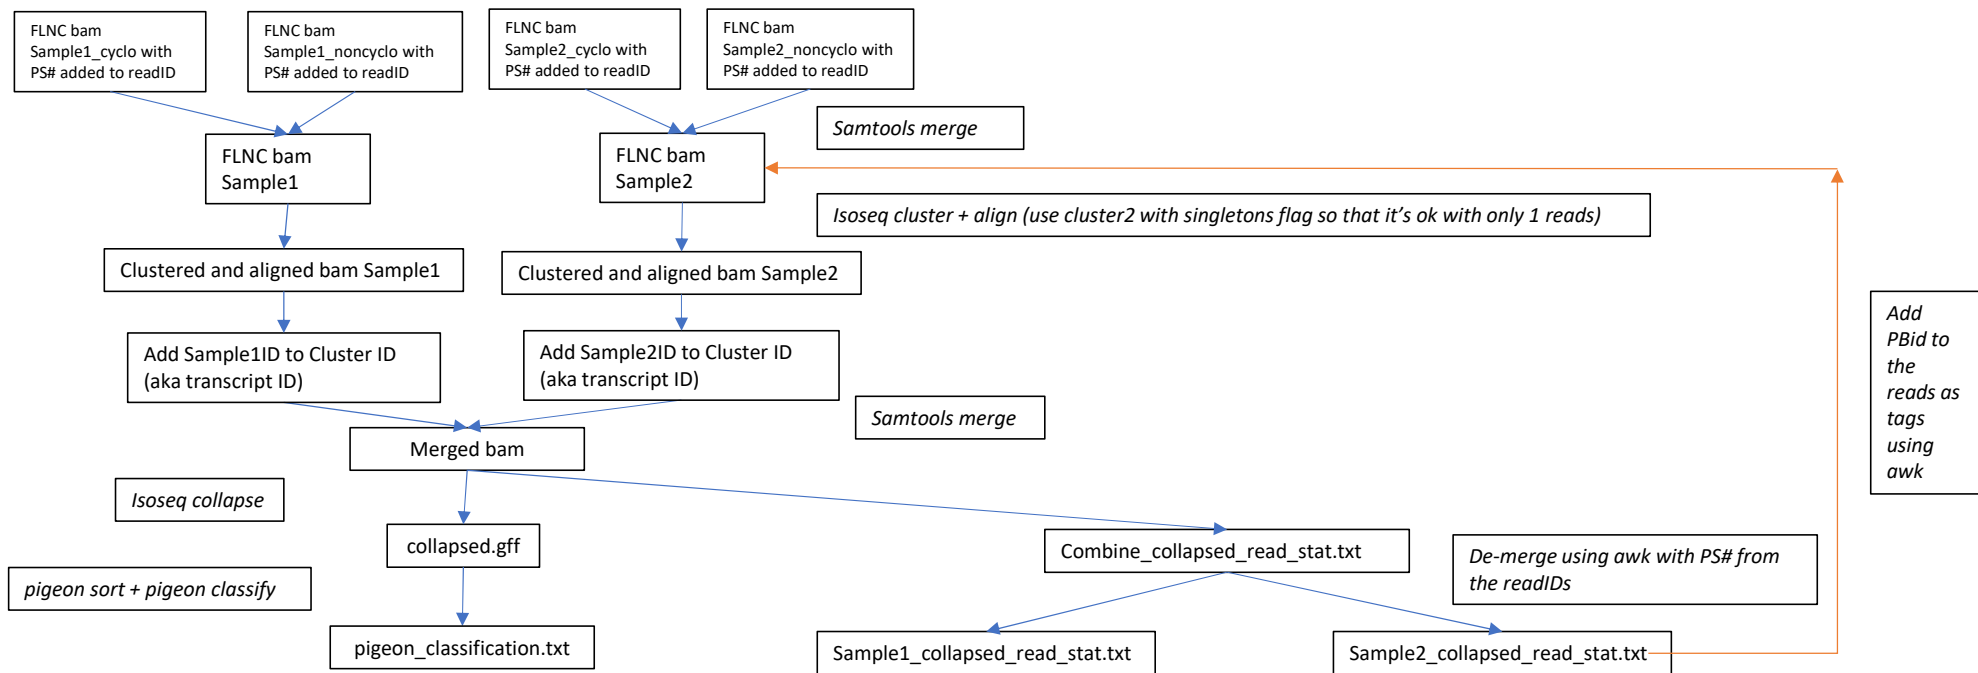 FLNC bam
Sample1_cyclo with
PS# added to readID
FLNC bam
Sample1_noncyclo with
PS# added to readID
FLNC bam
Sample2_cyclo with
PS# added to readID
FLNC bam
Sample2_noncyclo with
PS# added to readID
Samtools merge
FLNC bam
Sample1
FLNC bam
Sample2
Isoseq cluster + align (use cluster2 with singletons flag so that it’s ok with only 1 reads)
Clustered and aligned bam Sample1
Clustered and aligned bam Sample2
Add
PBid to
the
reads as
tags
using
awk
Add Sample1ID to Cluster ID
(aka transcript ID)
Add Sample2ID to Cluster ID
(aka transcript ID)
Samtools merge
Merged bam
Isoseq collapse
collapsed.gff
Combine_collapsed_read_stat.txt
De-merge using awk with PS# from
the readIDs
pigeon sort + pigeon classify
pigeon_classification.txt
Sample1_collapsed_read_stat.txt
Sample2_collapsed_read_stat.txt